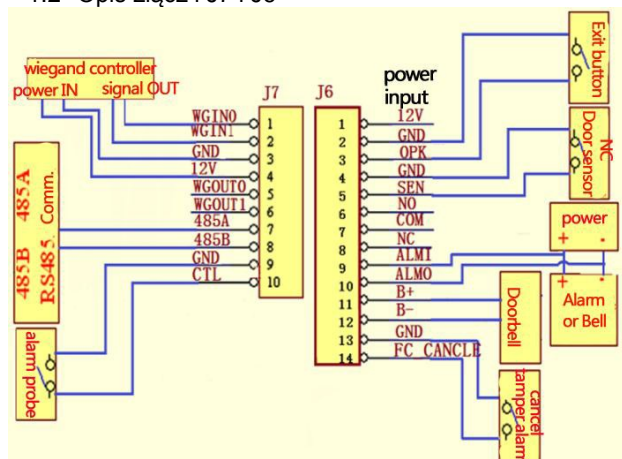 wiegand controller
power IN signal OUT
J7
WGIN0 1
WGIN1 2
GND 3
12V 4
WGOUT0 5
WGOUT1 6
485A 7
485B 8
GND 9
CTL 10
485B 485A
RS485 Comm.
alarm probe
J6
power
input
1 12V
2 GND
3 OPK
4 GND
5 SEN
6 NO
7 COM
8 NC
9 ALMI
10 ALMO
11 B+
12 B-
13 GND
14 FC CANCLE
Exit button
NC
Door sensor
power
+ -
+ -
Alarm
or Bell
Doorbell
cancel
tamper alarm